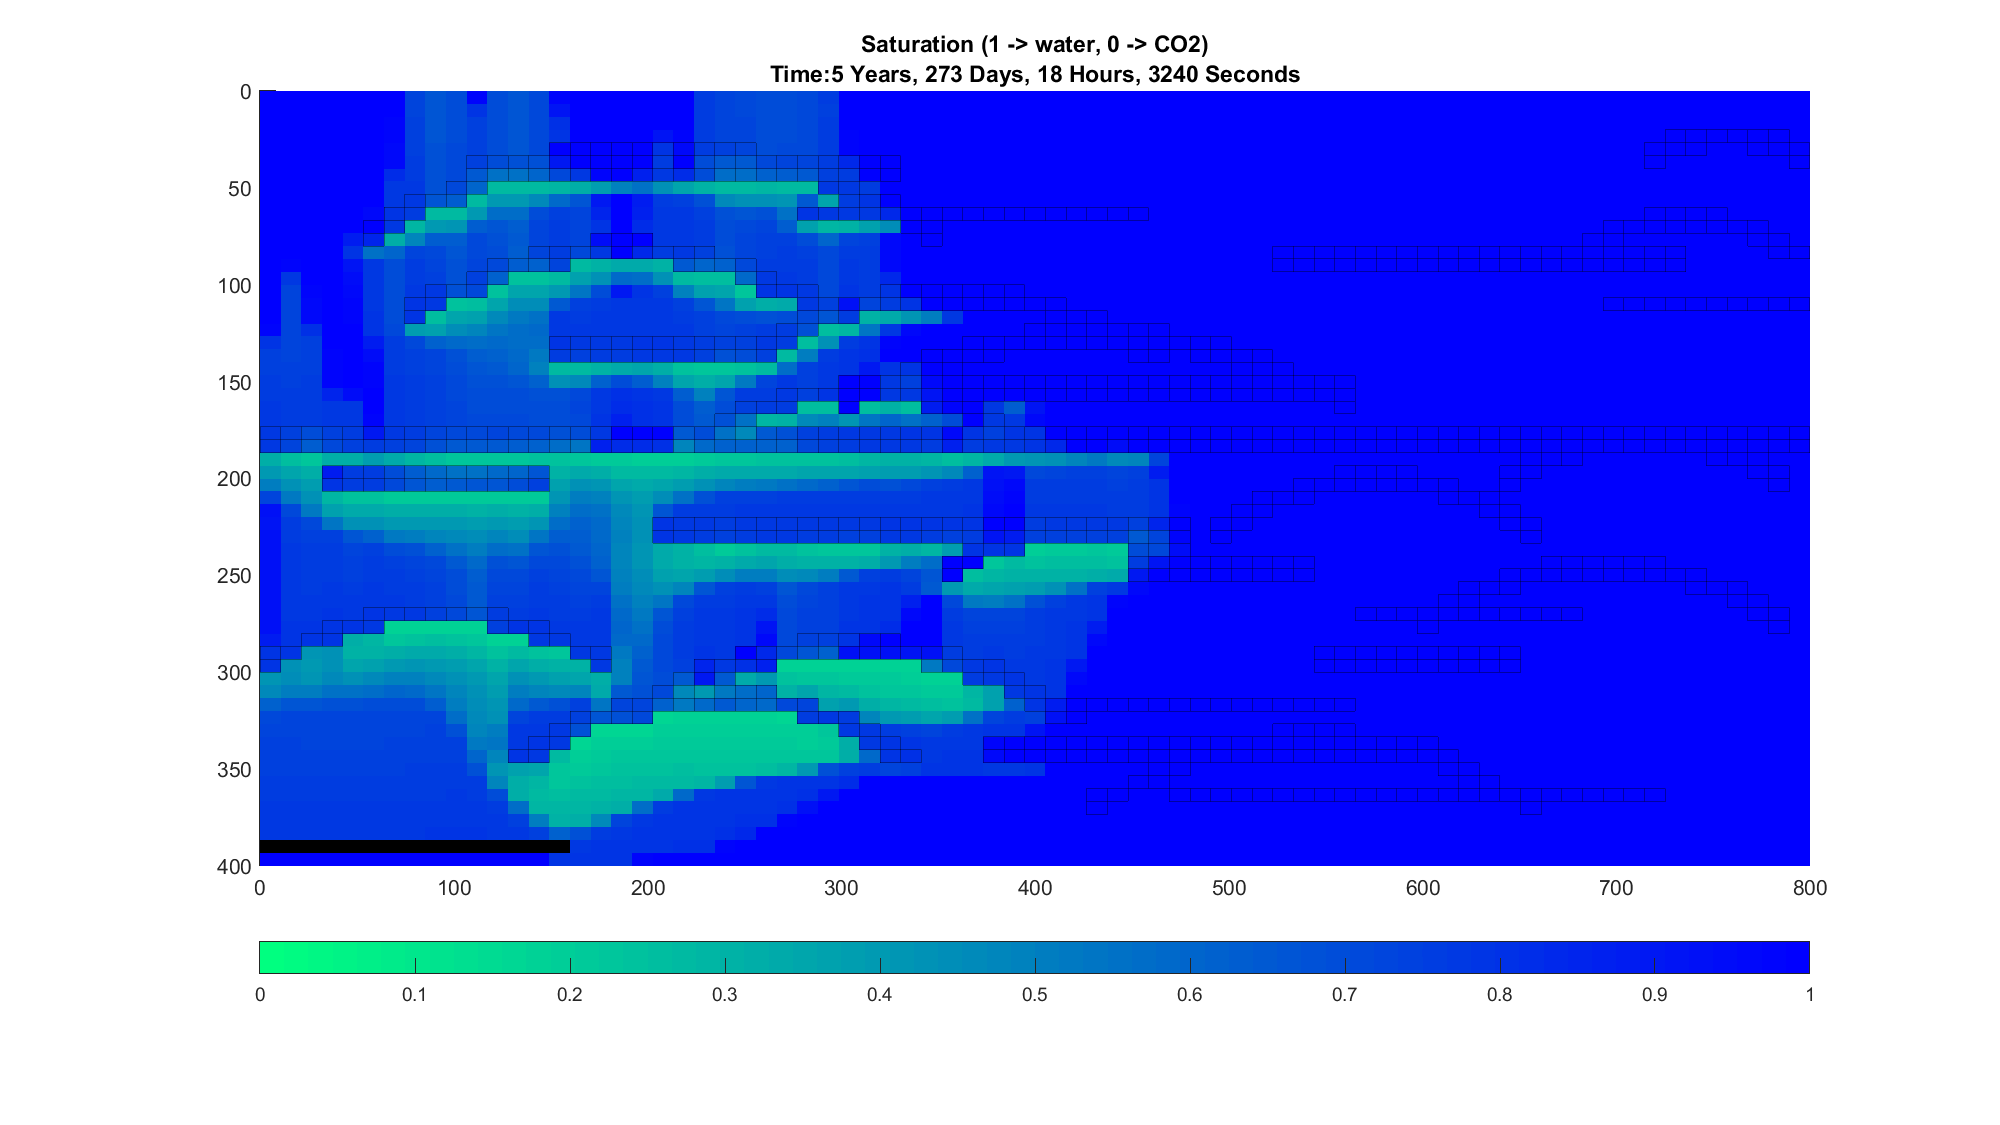 Saturation (1 -> water, 0 -> CO2)
Time:5 Years, 273 Days, 18 Hours, 3240 Seconds
0
50
100
150
200
250
300
350
400
0 100 200 300 400 500 600 700 800
0 0.1 0.2 0.3 0.4 0.5 0.6 0.7 0.8 0.9 1